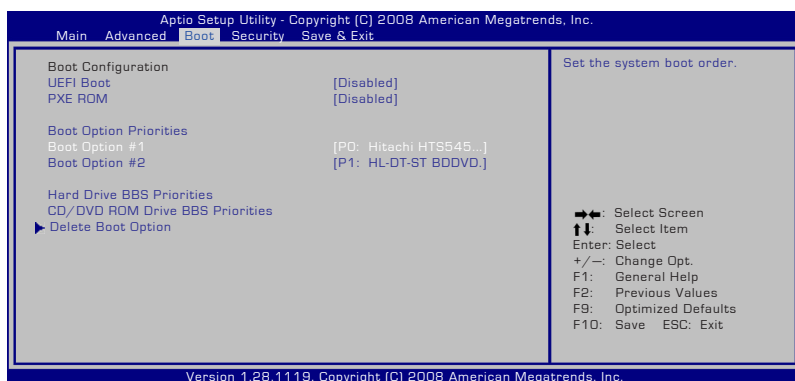 Aptio Setup Utility - Copyright (C) 2008 American Megatrends, Inc.
Main Advanced Boot Security Save & Exit
Boot Configuration
UEFI Boot [Disabled]
PXE ROM [Disabled]
Boot Option Priorities
Boot Option #1 [P0: Hitachi HTS545...]
Boot Option #2 [P1: HL-DT-ST BDDVD.]
Hard Drive BBS Priorities
CD/DVD ROM Drive BBS Priorities
Delete Boot Option
Set the system boot order.
→←: Select Screen
↑↓: Select Item
Enter: Select
+/—: Change Opt.
F1: General Help
F2: Previous Values
F9: Optimized Defaults
F10: Save ESC: Exit
Version 1.28.1119. Copyright (C) 2008 American Megatrends, Inc.